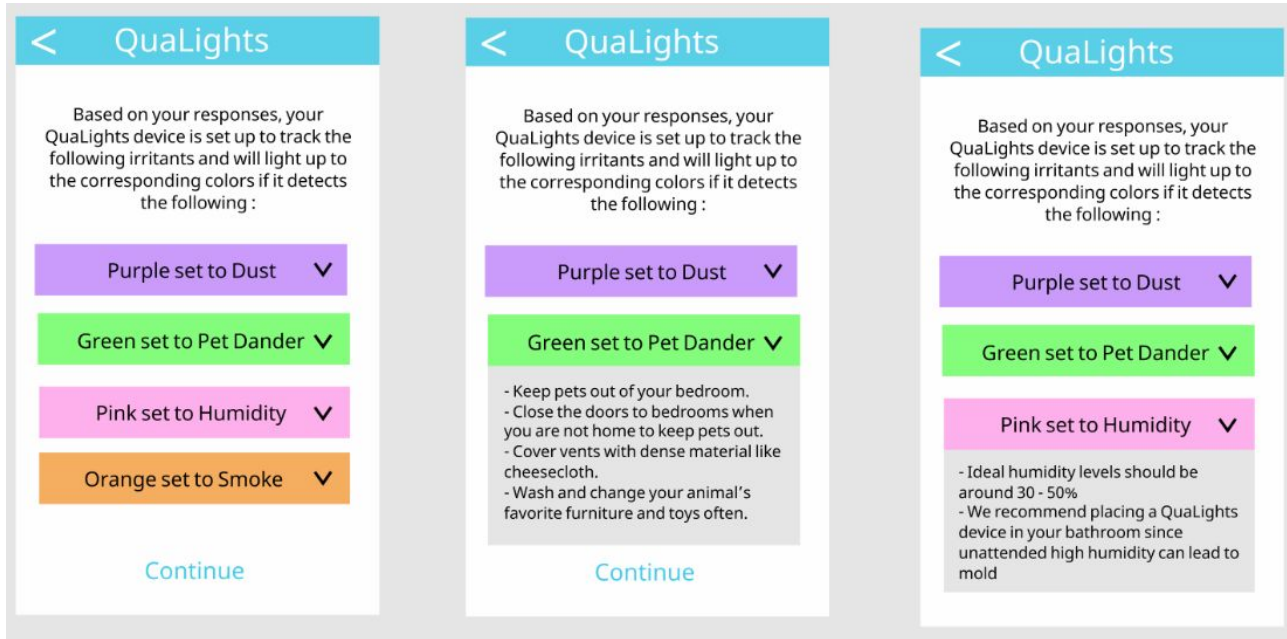 < QuaLights
Based on your responses, your
QuaLights device is set up to track the
following irritants and will light up to
the corresponding colors if it detects
the following :
Purple set to Dust
Green set to Pet Dander
Pink set to Humidity
Orange set to Smoke
Continue
< QuaLights
Based on your responses, your
QuaLights device is set up to track the
following irritants and will light up to
the corresponding colors if it detects
the following :
Purple set to Dust
Green set to Pet Dander
- Keep pets out of your bedroom.
- Close the doors to bedrooms when
you are not home to keep pets out.
- Cover vents with dense material like
cheesecloth.
- Wash and change your animal's
favorite furniture and toys often.
Continue
< QuaLights
Based on your responses, your
QuaLights device is set up to track the
following irritants and will light up to
the corresponding colors if it detects
the following :
Purple set to Dust
Green set to Pet Dander
Pink set to Humidity
- Ideal humidity levels should be
around 30 - 50%
- We recommend placing a QuaLights
device in your bathroom since
unattended high humidity can lead to
mold